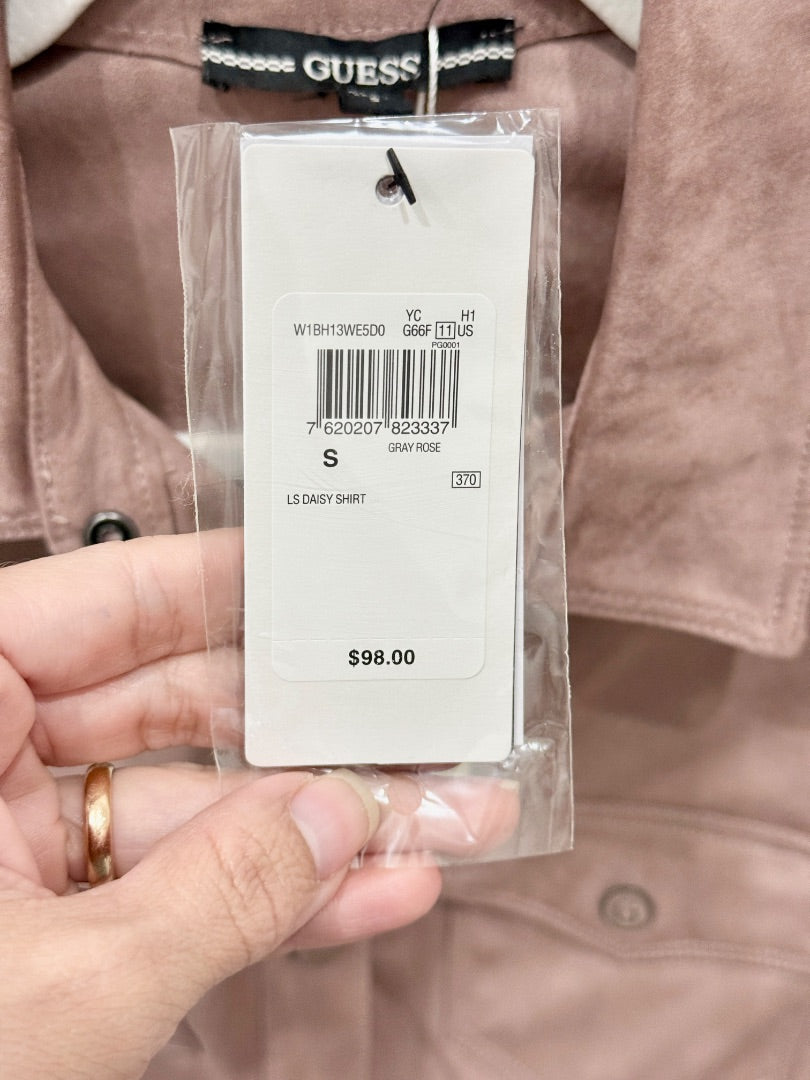 GUESS
YC H1
W1BH13WE5D0 G66F 11 US
PG0001
7 620207 823337
S GRAY ROSE
370
LS DAISY SHIRT
$98.00